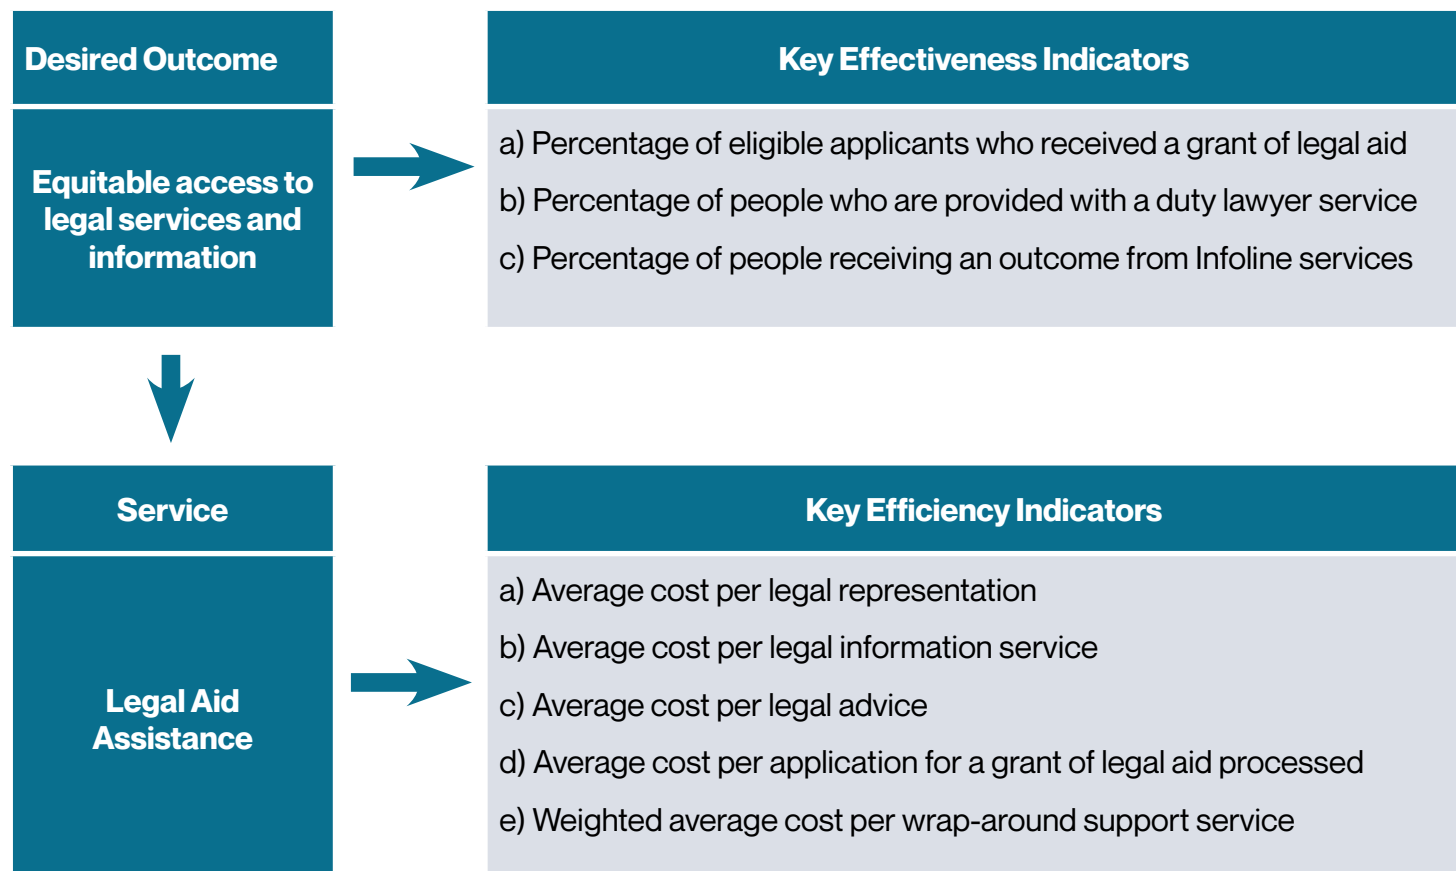 Desired Outcome
Key Effectiveness Indicators
Equitable access to
legal services and
information
a) Percentage of eligible applicants who received a grant of legal aid
b) Percentage of people who are provided with a duty lawyer service
c) Percentage of people receiving an outcome from Infoline services
Service
Key Efficiency Indicators
Legal Aid
Assistance
a) Average cost per legal representation
b) Average cost per legal information service
c) Average cost per legal advice
d) Average cost per application for a grant of legal aid processed
e) Weighted average cost per wrap-around support service